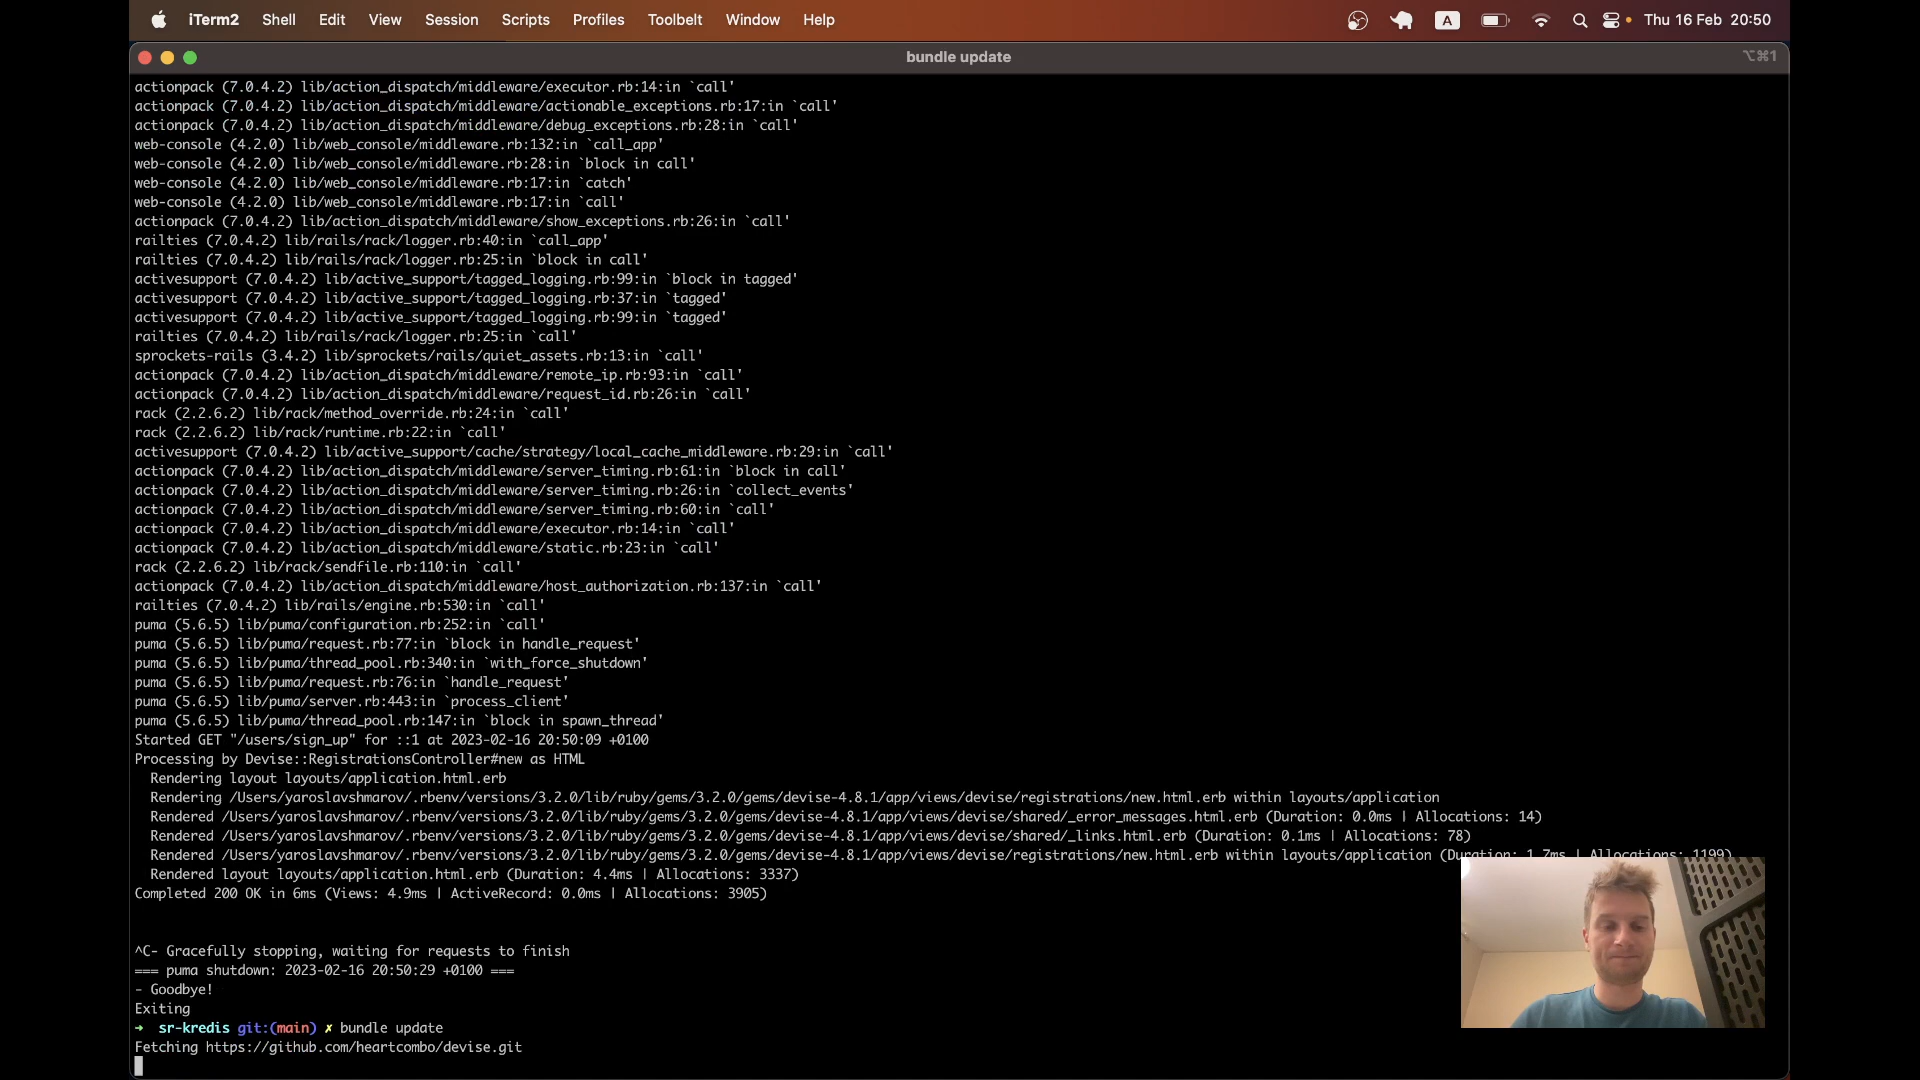 iTerm2 Shell Edit View Session Scripts Profiles Toolbelt Window Help A Thu 16 Feb 20:50
bundle update ⌥⌘1
actionpack (7.0.4.2) lib/action_dispatch/middleware/executor.rb:14:in `call'
actionpack (7.0.4.2) lib/action_dispatch/middleware/actionable_exceptions.rb:17:in `call'
actionpack (7.0.4.2) lib/action_dispatch/middleware/debug_exceptions.rb:28:in `call'
web-console (4.2.0) lib/web_console/middleware.rb:132:in `call_app'
web-console (4.2.0) lib/web_console/middleware.rb:28:in `block in call'
web-console (4.2.0) lib/web_console/middleware.rb:17:in `catch'
web-console (4.2.0) lib/web_console/middleware.rb:17:in `call'
actionpack (7.0.4.2) lib/action_dispatch/middleware/show_exceptions.rb:26:in `call'
railties (7.0.4.2) lib/rails/rack/logger.rb:40:in `call_app'
railties (7.0.4.2) lib/rails/rack/logger.rb:25:in `block in call'
activesupport (7.0.4.2) lib/active_support/tagged_logging.rb:99:in `block in tagged'
activesupport (7.0.4.2) lib/active_support/tagged_logging.rb:37:in `tagged'
activesupport (7.0.4.2) lib/active_support/tagged_logging.rb:99:in `tagged'
railties (7.0.4.2) lib/rails/rack/logger.rb:25:in `call'
sprockets-rails (3.4.2) lib/sprockets/rails/quiet_assets.rb:13:in `call'
actionpack (7.0.4.2) lib/action_dispatch/middleware/remote_ip.rb:93:in `call'
actionpack (7.0.4.2) lib/action_dispatch/middleware/request_id.rb:26:in `call'
rack (2.2.6.2) lib/rack/method_override.rb:24:in `call'
rack (2.2.6.2) lib/rack/runtime.rb:22:in `call'
activesupport (7.0.4.2) lib/active_support/cache/strategy/local_cache_middleware.rb:29:in `call'
actionpack (7.0.4.2) lib/action_dispatch/middleware/server_timing.rb:61:in `block in call'
actionpack (7.0.4.2) lib/action_dispatch/middleware/server_timing.rb:26:in `collect_events'
actionpack (7.0.4.2) lib/action_dispatch/middleware/server_timing.rb:60:in `call'
actionpack (7.0.4.2) lib/action_dispatch/middleware/executor.rb:14:in `call'
actionpack (7.0.4.2) lib/action_dispatch/middleware/static.rb:23:in `call'
rack (2.2.6.2) lib/rack/sendfile.rb:110:in `call'
actionpack (7.0.4.2) lib/action_dispatch/middleware/host_authorization.rb:137:in `call'
railties (7.0.4.2) lib/rails/engine.rb:530:in `call'
puma (5.6.5) lib/puma/configuration.rb:252:in `call'
puma (5.6.5) lib/puma/request.rb:77:in `block in handle_request'
puma (5.6.5) lib/puma/thread_pool.rb:340:in `with_force_shutdown'
puma (5.6.5) lib/puma/request.rb:76:in `handle_request'
puma (5.6.5) lib/puma/server.rb:443:in `process_client'
puma (5.6.5) lib/puma/thread_pool.rb:147:in `block in spawn_thread'
Started GET "/users/sign_up" for ::1 at 2023-02-16 20:50:09 +0100
Processing by Devise::RegistrationsController#new as HTML
Rendering layout layouts/application.html.erb
Rendering /Users/yaroslavshmarov/.rbenv/versions/3.2.0/lib/ruby/gems/3.2.0/gems/devise-4.8.1/app/views/devise/registrations/new.html.erb within layouts/application
Rendered /Users/yaroslavshmarov/.rbenv/versions/3.2.0/lib/ruby/gems/3.2.0/gems/devise-4.8.1/app/views/devise/shared/_error_messages.html.erb (Duration: 0.0ms | Allocations: 14)
Rendered /Users/yaroslavshmarov/.rbenv/versions/3.2.0/lib/ruby/gems/3.2.0/gems/devise-4.8.1/app/views/devise/shared/_links.html.erb (Duration: 0.1ms | Allocations: 78)
Rendered /Users/yaroslavshmarov/.rbenv/versions/3.2.0/lib/ruby/gems/3.2.0/gems/devise-4.8.1/app/views/devise/registrations/new.html.erb within layouts/application (Duration: 1.7ms | Allocations: 1199)
Rendered layout layouts/application.html.erb (Duration: 4.4ms | Allocations: 3337)
Completed 200 OK in 6ms (Views: 4.9ms | ActiveRecord: 0.0ms | Allocations: 3905)
^C- Gracefully stopping, waiting for requests to finish
=== puma shutdown: 2023-02-16 20:50:29 +0100 ===
- Goodbye!
Exiting
➜ sr-kredis git:(main) ✗ bundle update
Fetching https://github.com/heartcombo/devise.git